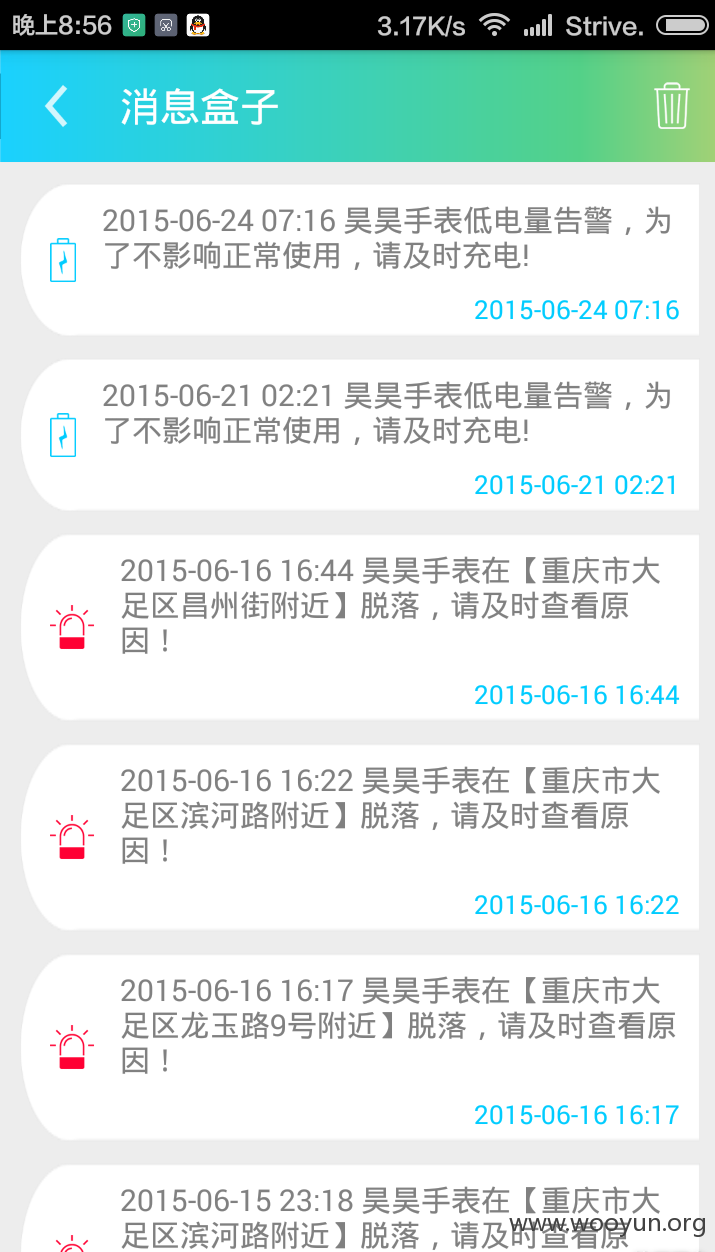 晚上8:56
3.17K/s
Strive.
消息盒子
2015-06-24 07:16 昊昊手表低电量告警，为
了不影响正常使用，请及时充电!
2015-06-24 07:16
2015-06-21 02:21 昊昊手表低电量告警，为
了不影响正常使用，请及时充电!
2015-06-21 02:21
2015-06-16 16:44 昊昊手表在【重庆市大
足区昌州街附近】脱落，请及时查看原
因！
2015-06-16 16:44
2015-06-16 16:22 昊昊手表在【重庆市大
足区滨河路附近】脱落，请及时查看原
因！
2015-06-16 16:22
2015-06-16 16:17 昊昊手表在【重庆市大
足区龙玉路9号附近】脱落，请及时查看原
因！
2015-06-16 16:17
2015-06-15 23:18 昊昊手表在【重庆市大
足区滨河路附近】脱落，请及时查看原
www.wooyun.org